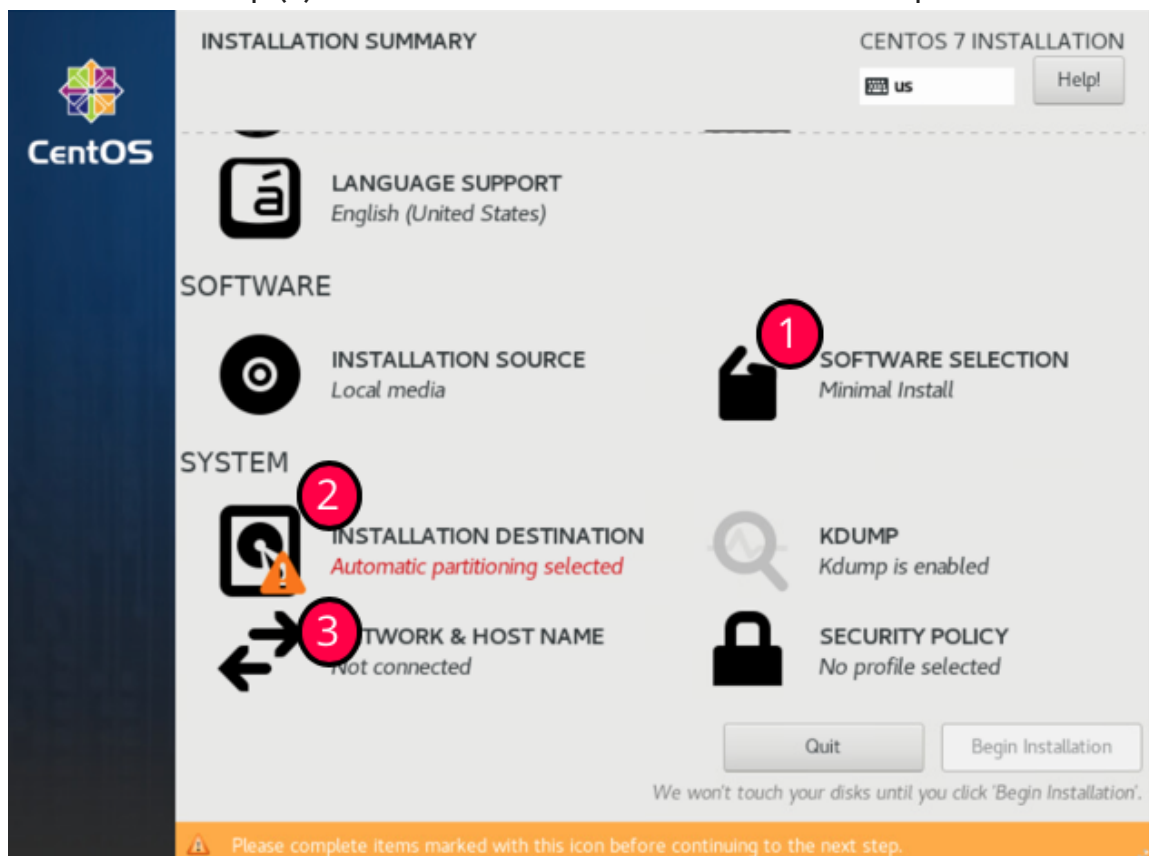 INSTALLATION SUMMARY
CENTOS 7 INSTALLATION
us
Help!
CentOS
á
LANGUAGE SUPPORT
English (United States)
SOFTWARE
1
INSTALLATION SOURCE
Local media
SOFTWARE SELECTION
Minimal Install
SYSTEM
2
INSTALLATION DESTINATION
Automatic partitioning selected
KDUMP
Kdump is enabled
3
TWORK & HOST NAME
Not connected
SECURITY POLICY
No profile selected
Quit
Begin Installation
We won't touch your disks until you click 'Begin Installation'.
Please complete items marked with this icon before continuing to the next step.